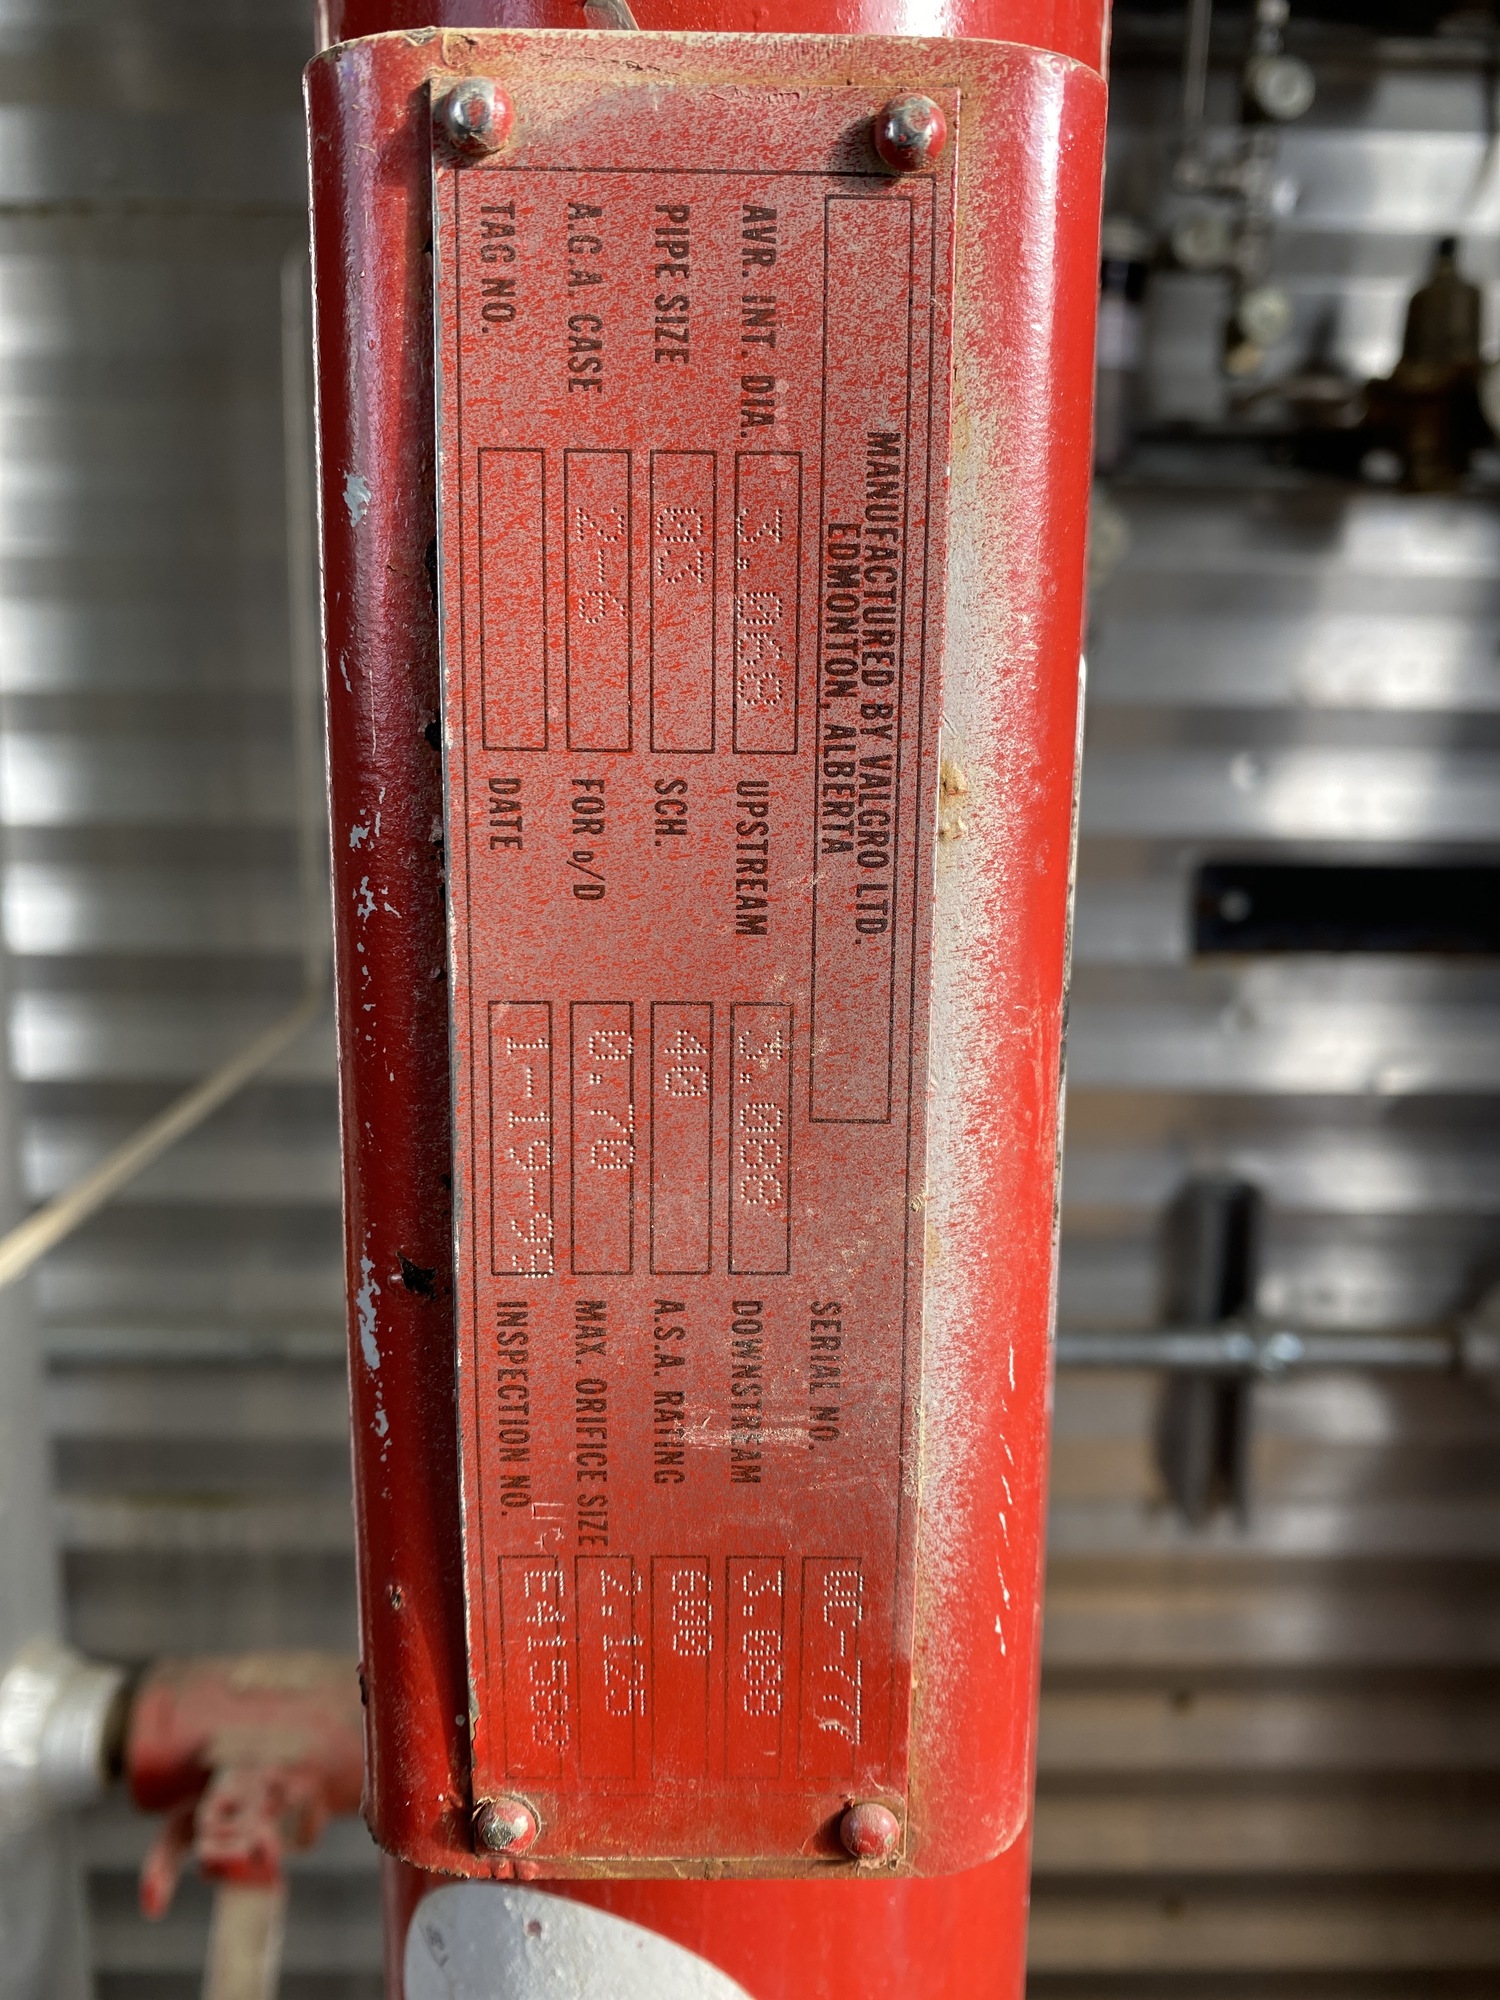 MANUFACTURED BY VALGRO LTD.
EDMONTON, ALBERTA
SERIAL NO.
AVR. INT. DIA. 3.068 UPSTREAM 3.088 DOWNSTREAM 3.088
PIPE SIZE 03 SCH. 40 A.S.A. RATING 600
A.G.A. CASE 2-6 FOR o/D 0.70 MAX. ORIFICE SIZE 2.125
TAG NO. DATE 1-19-94 INSPECTION NO. E41583